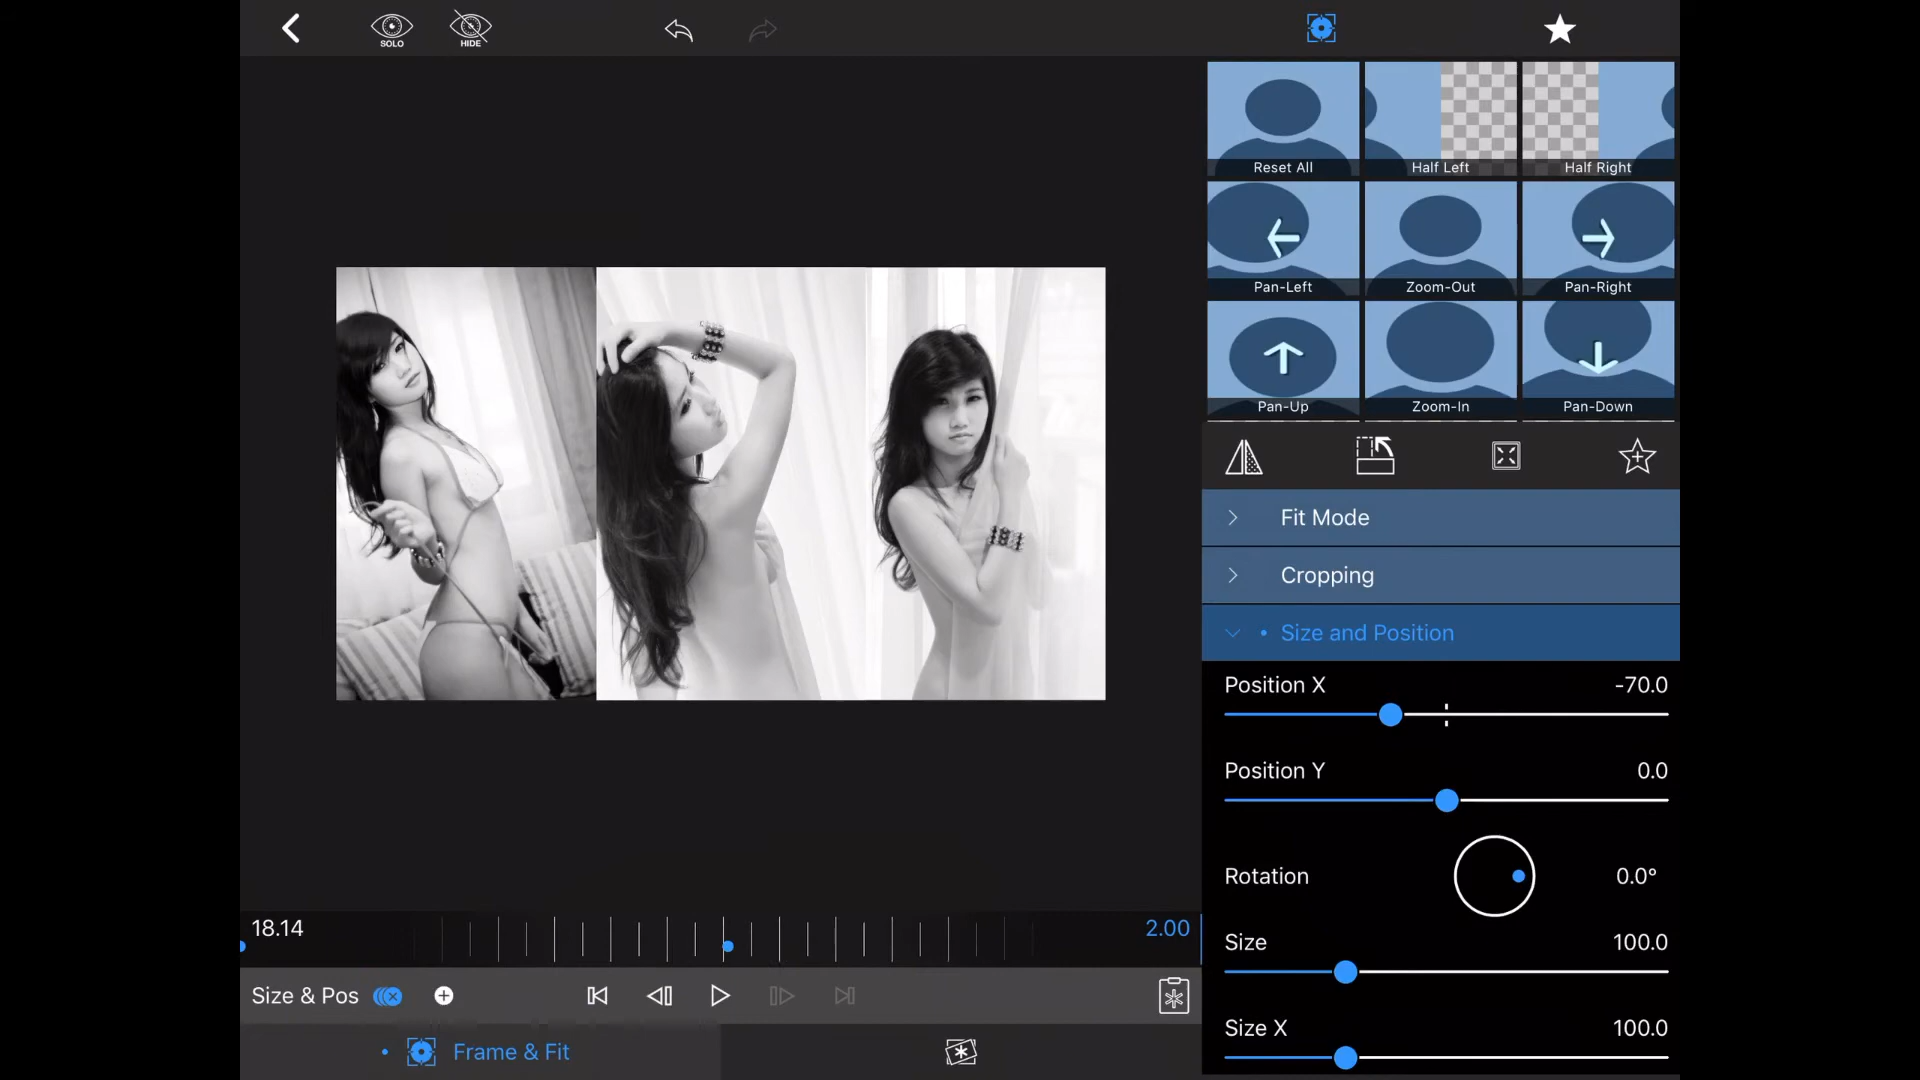 SOLO
HIDE
Reset All
Half Left
Half Right
Pan-Left
Zoom-Out
Pan-Right
Pan-Up
Zoom-In
Pan-Down
Fit Mode
Cropping
Size and Position
Position X
-70.0
Position Y
0.0
Rotation
0.0°
Size
100.0
Size X
100.0
18.14
2.00
Size & Pos
Frame & Fit